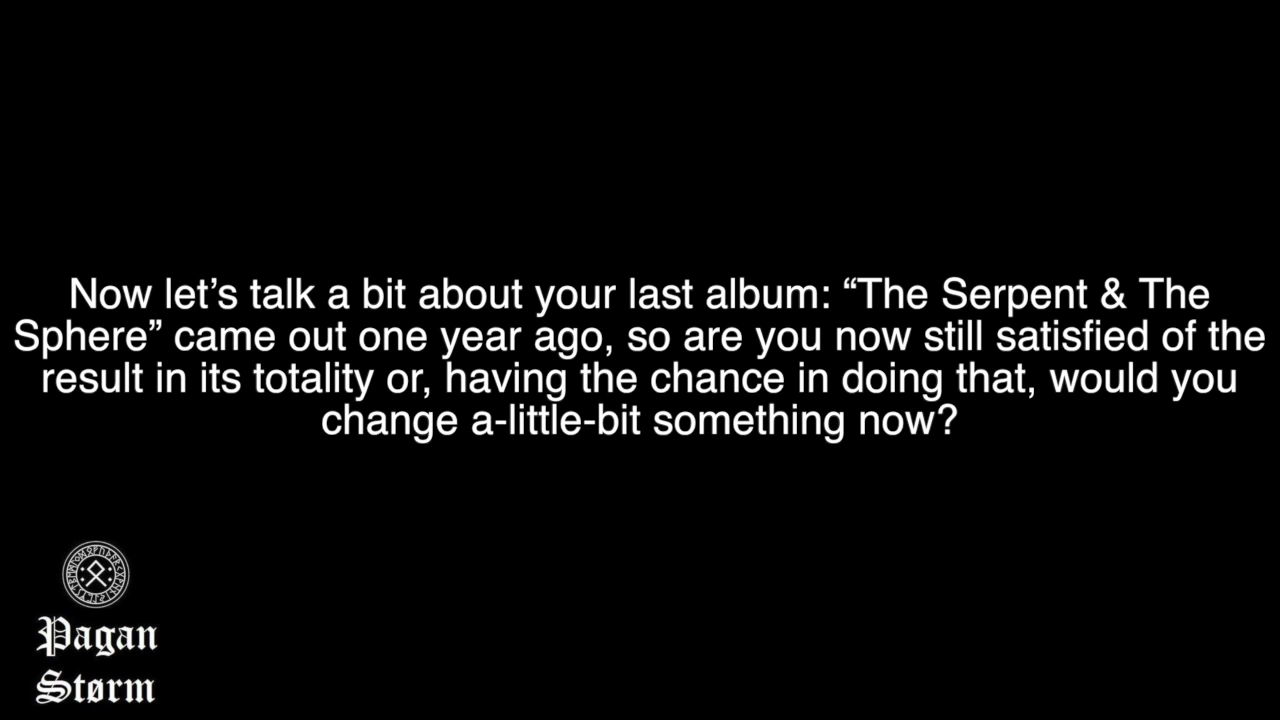 Now let’s talk a bit about your last album: “The Serpent & The
Sphere” came out one year ago, so are you now still satisfied of the
result in its totality or, having the chance in doing that, would you
change a-little-bit something now?
Pagan
Størm